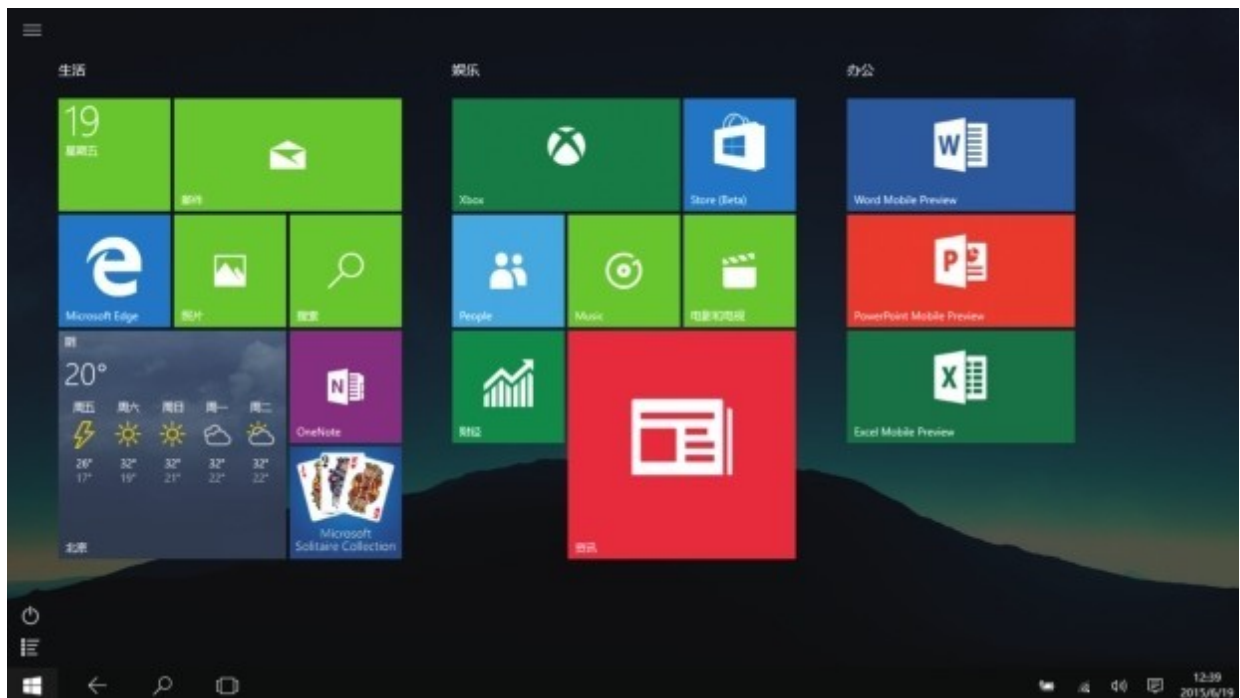 生活
娱乐
办公
19
星期五
邮件
Xbox
Store (Beta)
Word Mobile Preview
Microsoft Edge
照片
搜索
People
Music
电影和电视
PowerPoint Mobile Preview
阴
20°
周五 周六 周日 周一 周二
26° 32° 32° 32° 32°
17° 19° 21° 22° 22°
北京
OneNote
Microsoft
Solitaire Collection
财经
资讯
Excel Mobile Preview
12:39
2015/6/19